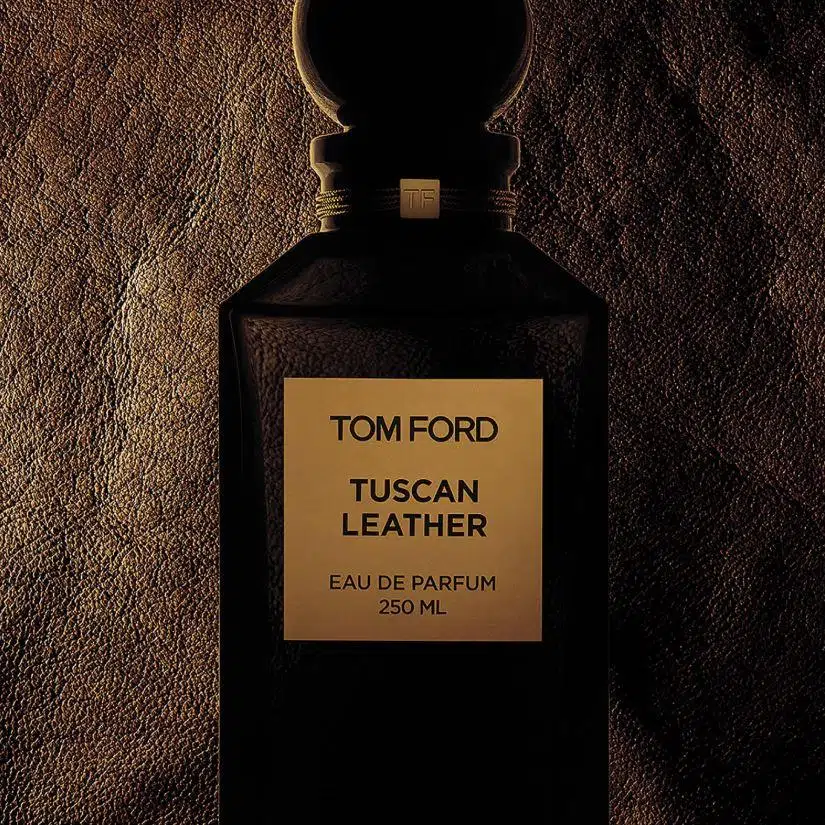 TF
TOM FORD
TUSCAN
LEATHER
EAU DE PARFUM
250 ML